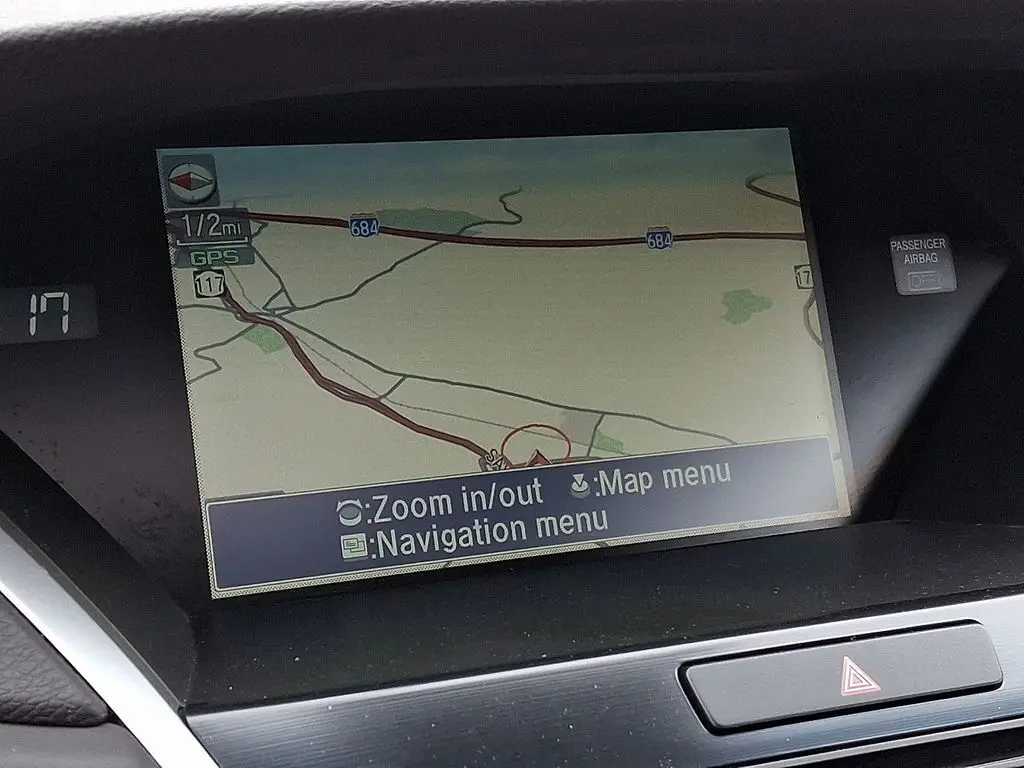 1/2mi
GPS
684
684
117
17
PASSENGER
AIRBAG
17
:Zoom in/out :Map menu
:Navigation menu